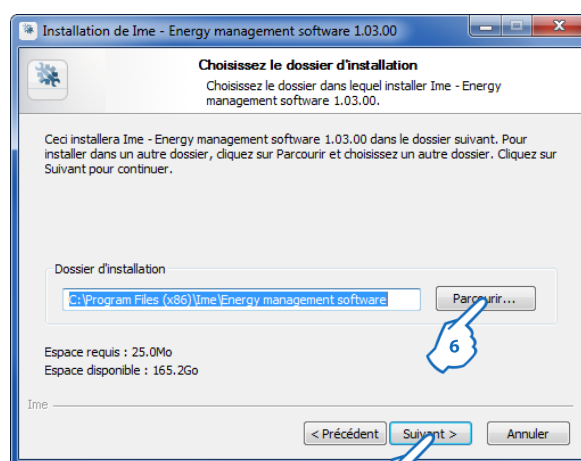 Installation de Ime - Energy management software 1.03.00
Choisissez le dossier d'installation
Choisissez le dossier dans lequel installer Ime - Energy
management software 1.03.00.
Ceci installera Ime - Energy management software 1.03.00 dans le dossier suivant. Pour
installer dans un autre dossier, cliquez sur Parcourir et choisissez un autre dossier. Cliquez sur
Suivant pour continuer.
Dossier d'installation
C:\Program Files (x86)\Ime\Energy management software
Parcourir...
6
Espace requis : 25.0Mo
Espace disponible : 165.2Go
Ime
< Précédent
Suivant >
Annuler